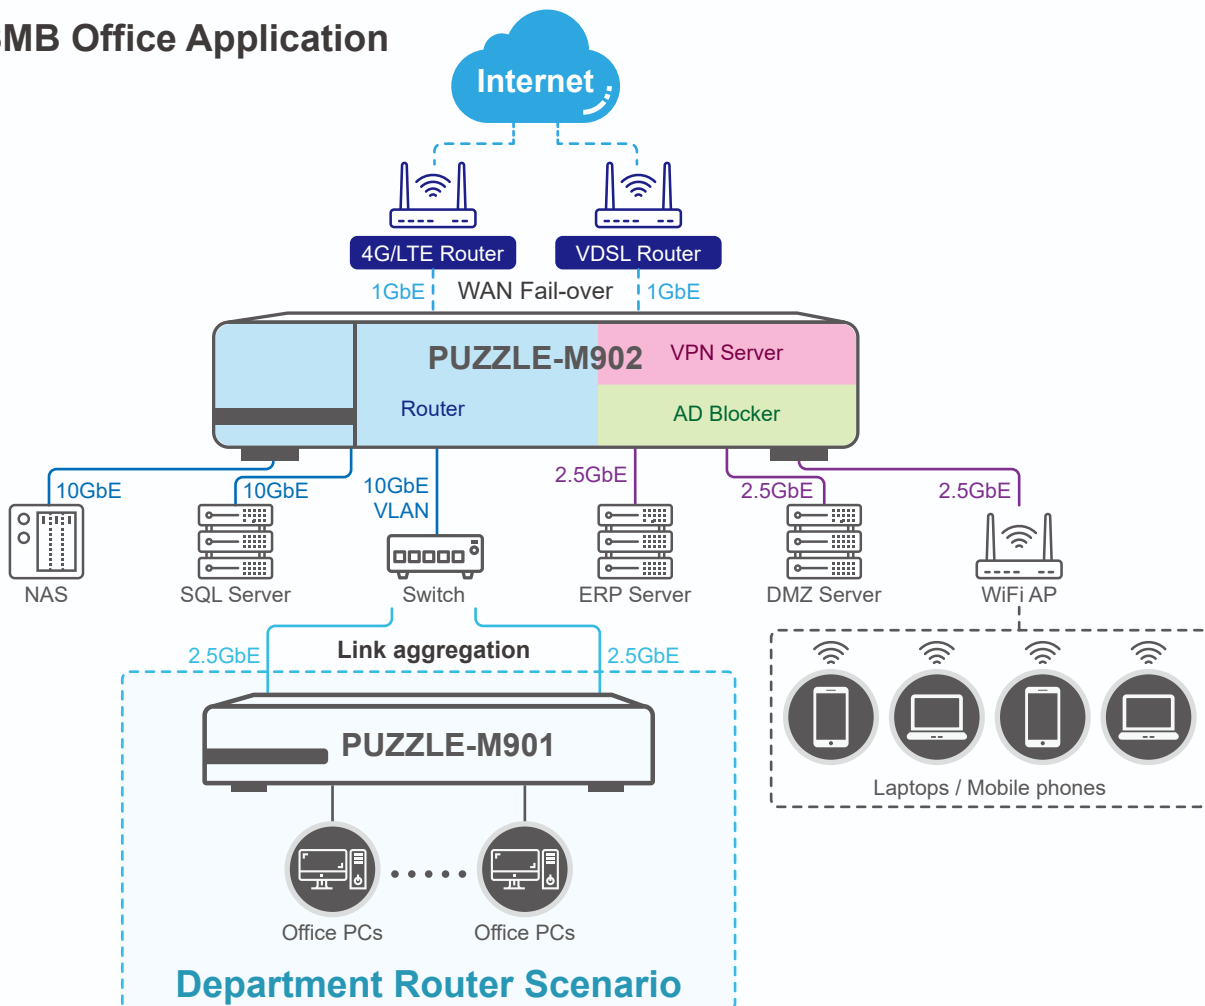 MB Office Application
Internet
4G/LTE Router
VDSL Router
1GbE
WAN Fail-over
1GbE
PUZZLE-M902
VPN Server
Router
AD Blocker
10GbE
10GbE
10GbE
VLAN
2.5GbE
2.5GbE
2.5GbE
NAS
SQL Server
Switch
ERP Server
DMZ Server
WiFi AP
2.5GbE
Link aggregation
2.5GbE
PUZZLE-M901
Laptops / Mobile phones
Office PCs
Office PCs
Department Router Scenario